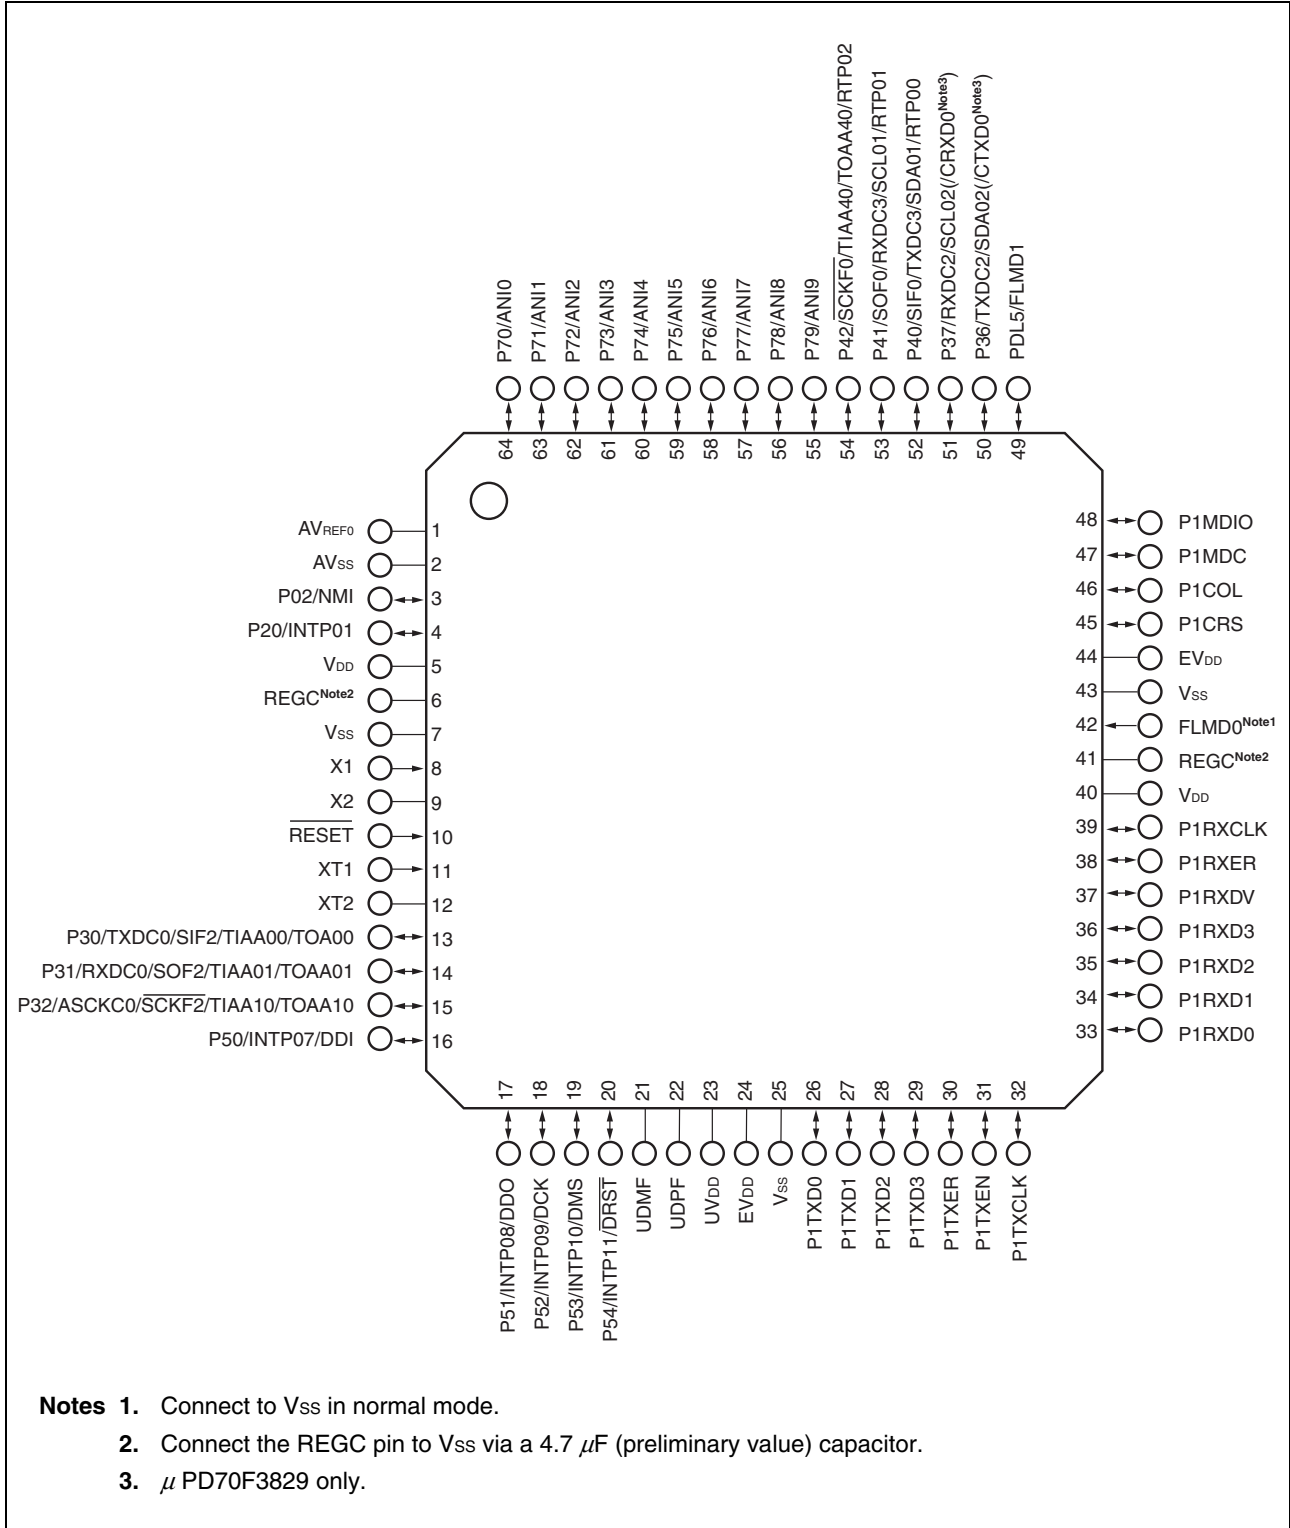 P70/ANI0
P71/ANI1
P72/ANI2
P73/ANI3
P74/ANI4
P75/ANI5
P76/ANI6
P77/ANI7
P78/ANI8
P79/ANI9
P42/SCKF0/TIAA40/TOAA40/RTP02
P41/SOF0/RXDC3/SCL01/RTP01
P40/SIF0/TXDC3/SDA01/RTP00
P37/RXDC2/SCL02(/CRXD0Note3)
P36/TXDC2/SDA02(/CTXD0Note3)
PDL5/FLMD1
64
63
62
61
60
59
58
57
56
55
54
53
52
51
50
49
AVREF0 1
AVSS 2
P02/NMI 3
P20/INTP01 4
VDD 5
REGCNote2 6
VSS 7
X1 8
X2 9
RESET 10
XT1 11
XT2 12
P30/TXDC0/SIF2/TIAA00/TOA00 13
P31/RXDC0/SOF2/TIAA01/TOAA01 14
P32/ASCKC0/SCKF2/TIAA10/TOAA10 15
P50/INTP07/DDI 16
48 P1MDIO
47 P1MDC
46 P1COL
45 P1CRS
44 EVDD
43 VSS
42 FLMD0Note1
41 REGCNote2
40 VDD
39 P1RXCLK
38 P1RXER
37 P1RXDV
36 P1RXD3
35 P1RXD2
34 P1RXD1
33 P1RXD0
17
18
19
20
21
22
23
24
25
26
27
28
29
30
31
32
P51/INTP08/DDO
P52/INTP09/DCK
P53/INTP10/DMS
P54/INTP11/DRST
UDMF
UDPF
UVDD
EVDD
VSS
P1TXD0
P1TXD1
P1TXD2
P1TXD3
P1TXER
P1TXEN
P1TXCLK
Notes 1. Connect to VSS in normal mode.
2. Connect the REGC pin to VSS via a 4.7 μF (preliminary value) capacitor.
3. μ PD70F3829 only.